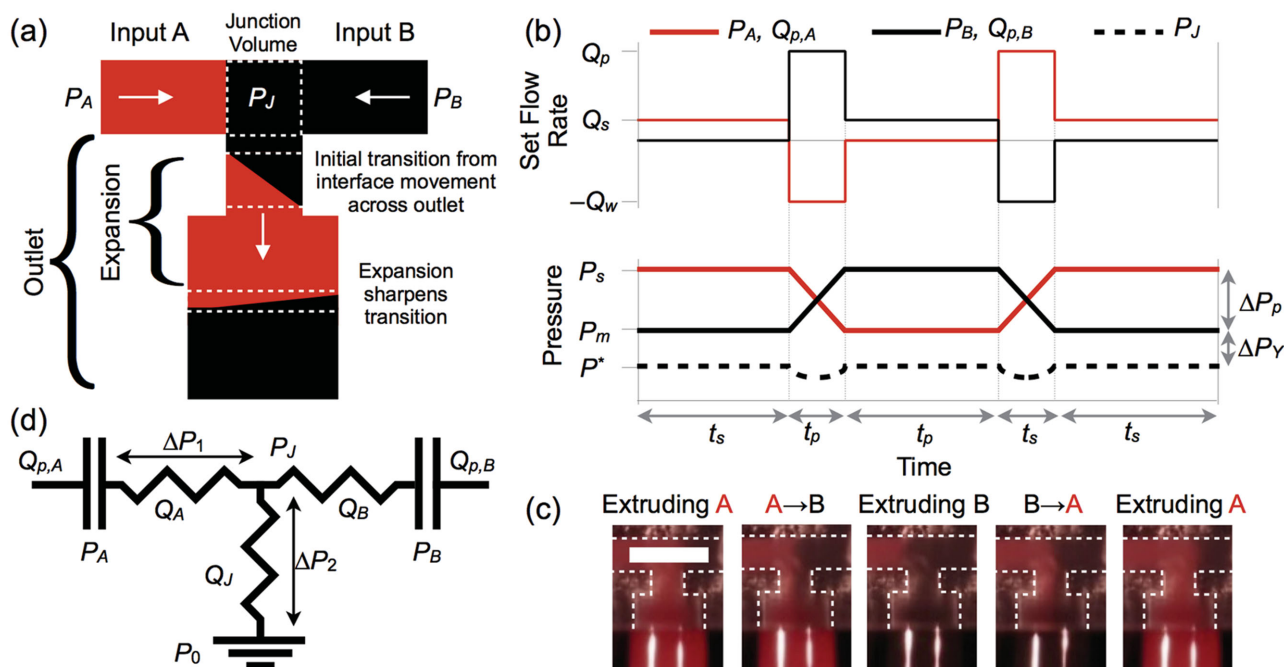 (a)
Input A
Junction
Volume
Input B
P_A
P_J
P_B
Outlet
Expansion
Initial transition from
interface movement
across outlet
Expansion
sharpens
transition
(b)
P_A, Q_p,A
P_B, Q_p,B
P_J
Set Flow
Rate
Q_p
Q_s
−Q_w
Pressure
P_s
P_m
P*
ΔP_p
ΔP_Y
t_s
t_p
t_p
t_s
t_s
Time
(c)
Extruding A
A→B
Extruding B
B→A
Extruding A
(d)
Q_p,A
ΔP_1
P_J
Q_p,B
Q_A
Q_B
P_A
P_B
Q_J
ΔP_2
P_0